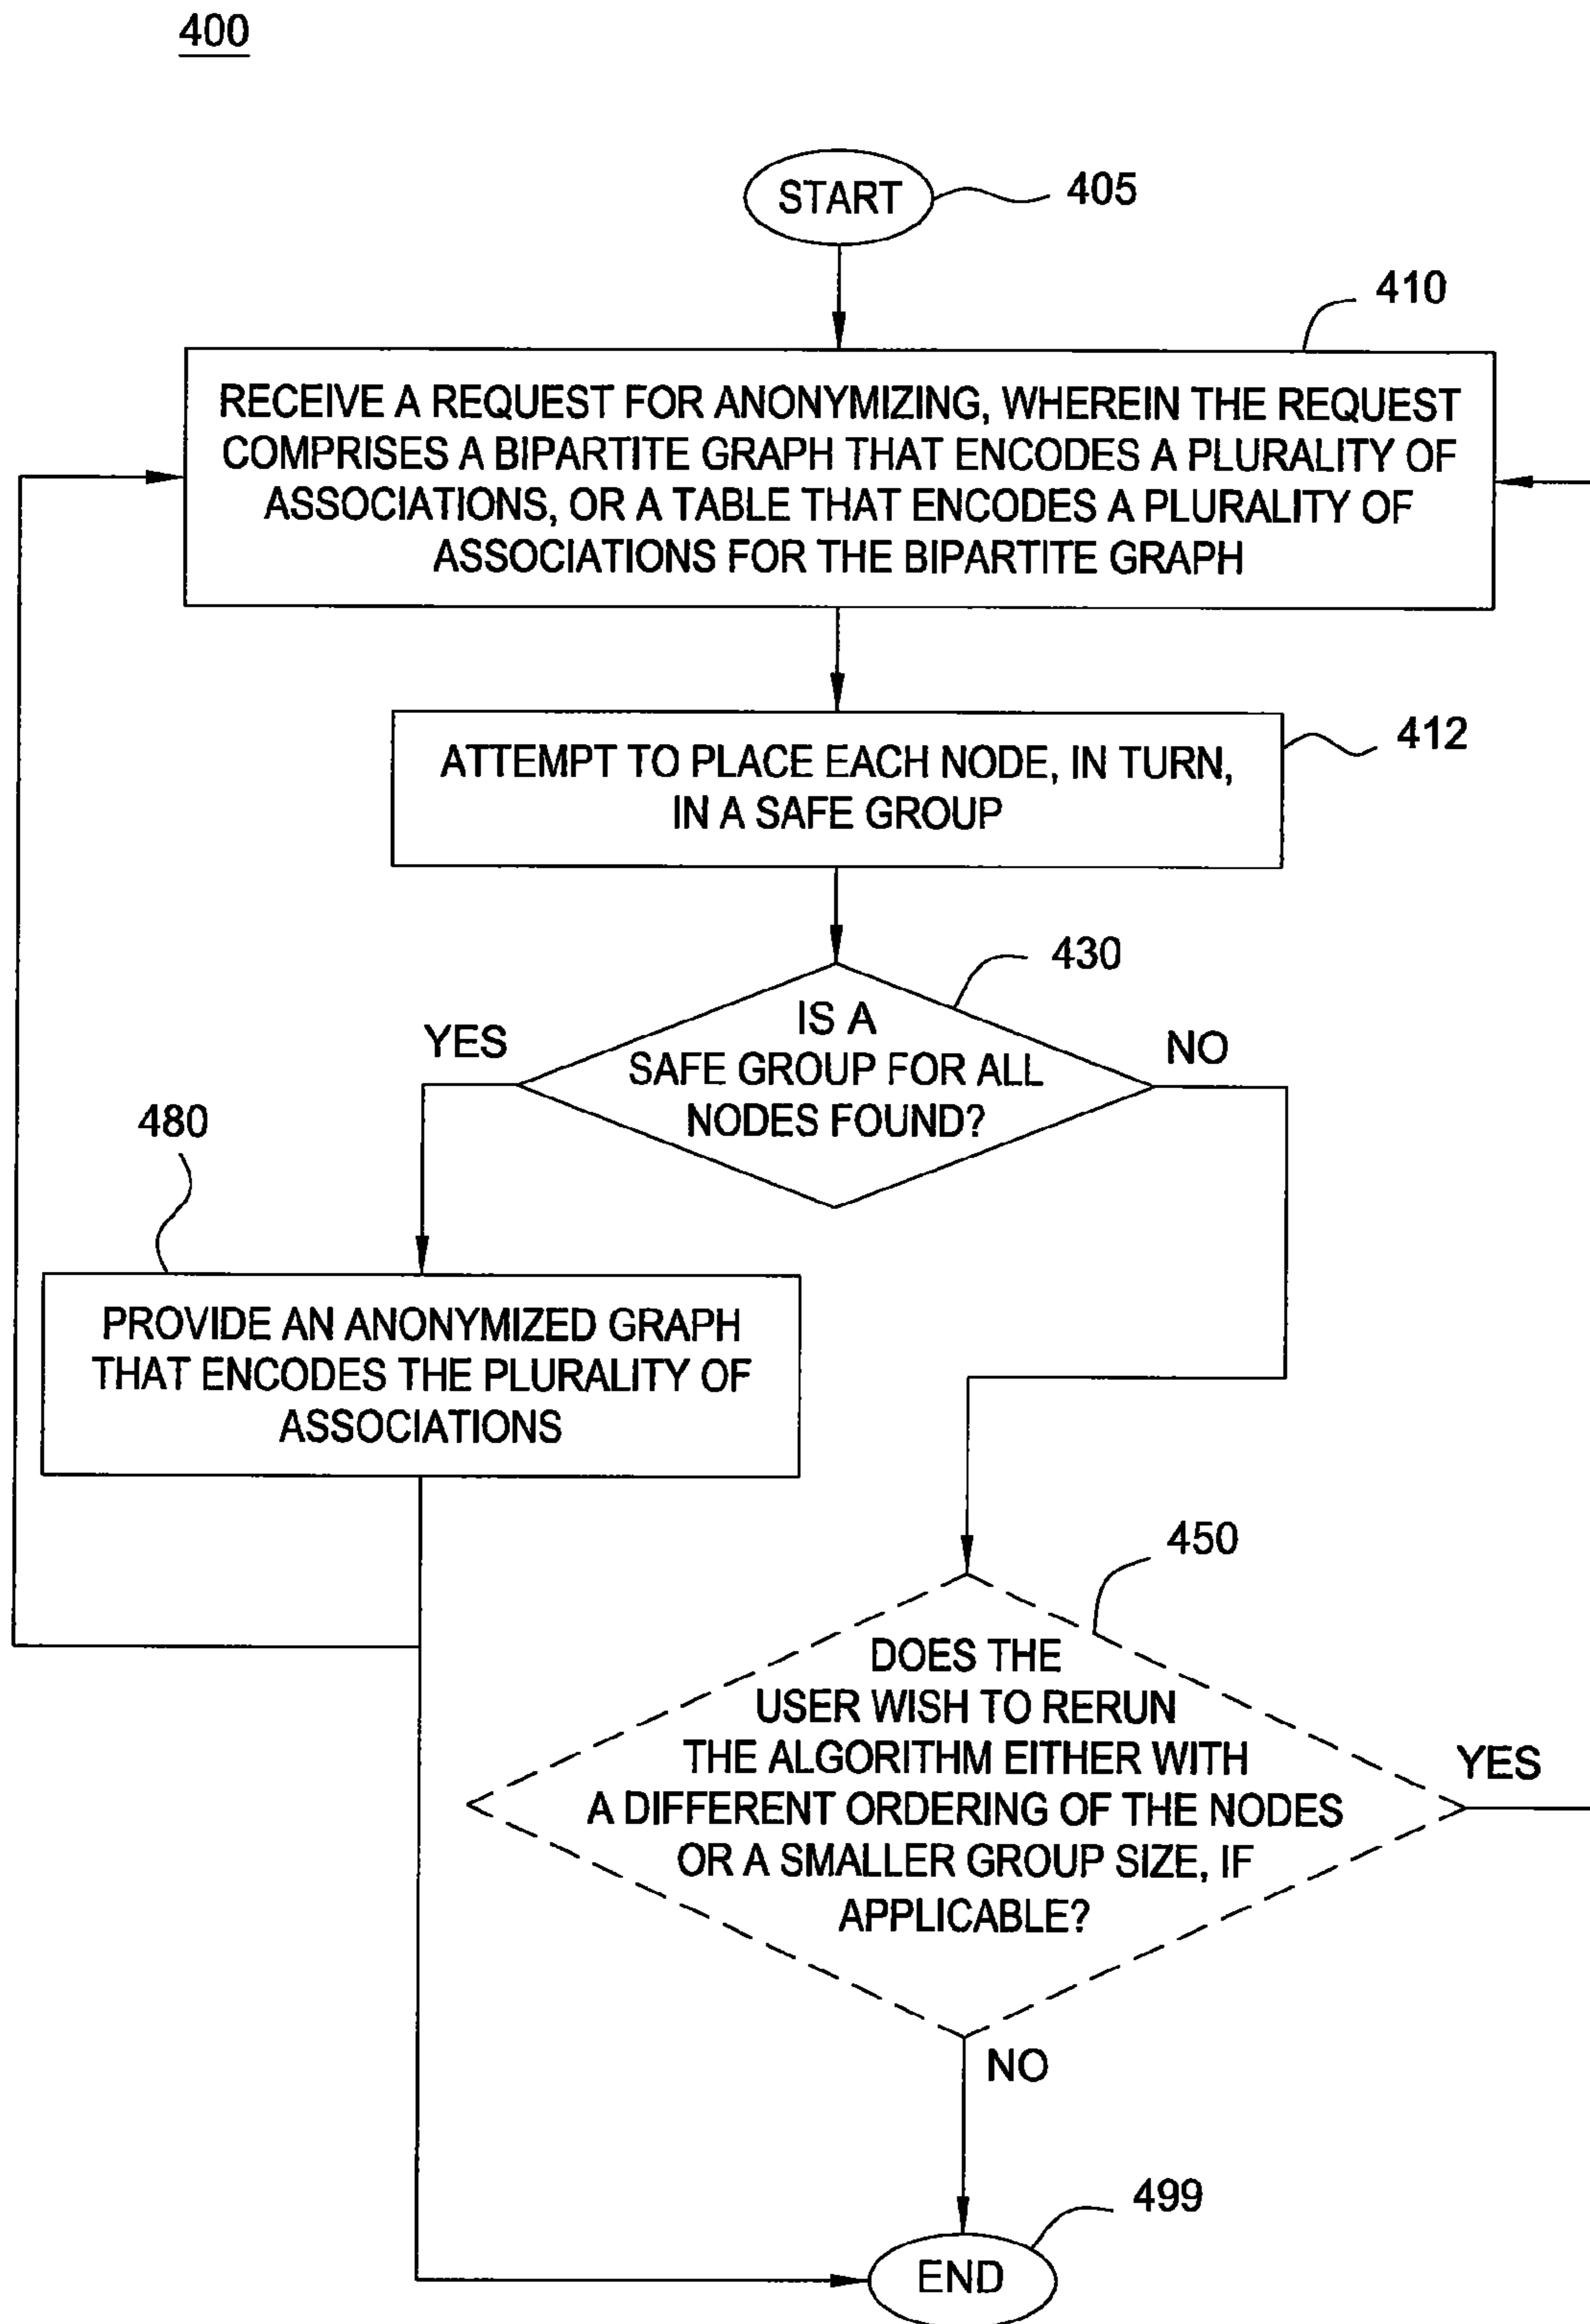 400
START
405
410
RECEIVE A REQUEST FOR ANONYMIZING, WHEREIN THE REQUEST
COMPRISES A BIPARTITE GRAPH THAT ENCODES A PLURALITY OF
ASSOCIATIONS, OR A TABLE THAT ENCODES A PLURALITY OF
ASSOCIATIONS FOR THE BIPARTITE GRAPH
412
ATTEMPT TO PLACE EACH NODE, IN TURN,
IN A SAFE GROUP
430
IS A
SAFE GROUP FOR ALL
NODES FOUND?
YES
NO
480
PROVIDE AN ANONYMIZED GRAPH
THAT ENCODES THE PLURALITY OF
ASSOCIATIONS
450
DOES THE
USER WISH TO RERUN
THE ALGORITHM EITHER WITH
A DIFFERENT ORDERING OF THE NODES
OR A SMALLER GROUP SIZE, IF
APPLICABLE?
YES
NO
499
END